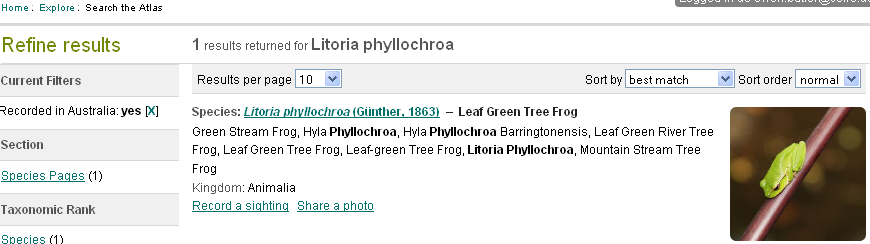 Home Explore Search the Atlas
Logged in as
Refine results
1 results returned for Litoria phyllochroa
Current Filters
Results per page 10 Sort by best match Sort order normal
Recorded in Australia: yes [X]
Species: Litoria phyllochroa (Günther, 1863) – Leaf Green Tree Frog
Green Stream Frog, Hyla Phyllochroa, Hyla Phyllochroa Barringtonensis, Leaf Green River Tree
Frog, Leaf Green Tree Frog, Leaf-green Tree Frog, Litoria Phyllochroa, Mountain Stream Tree
Frog
Kingdom: Animalia
Record a sighting Share a photo
Section
Species Pages (1)
Taxonomic Rank
Species (1)